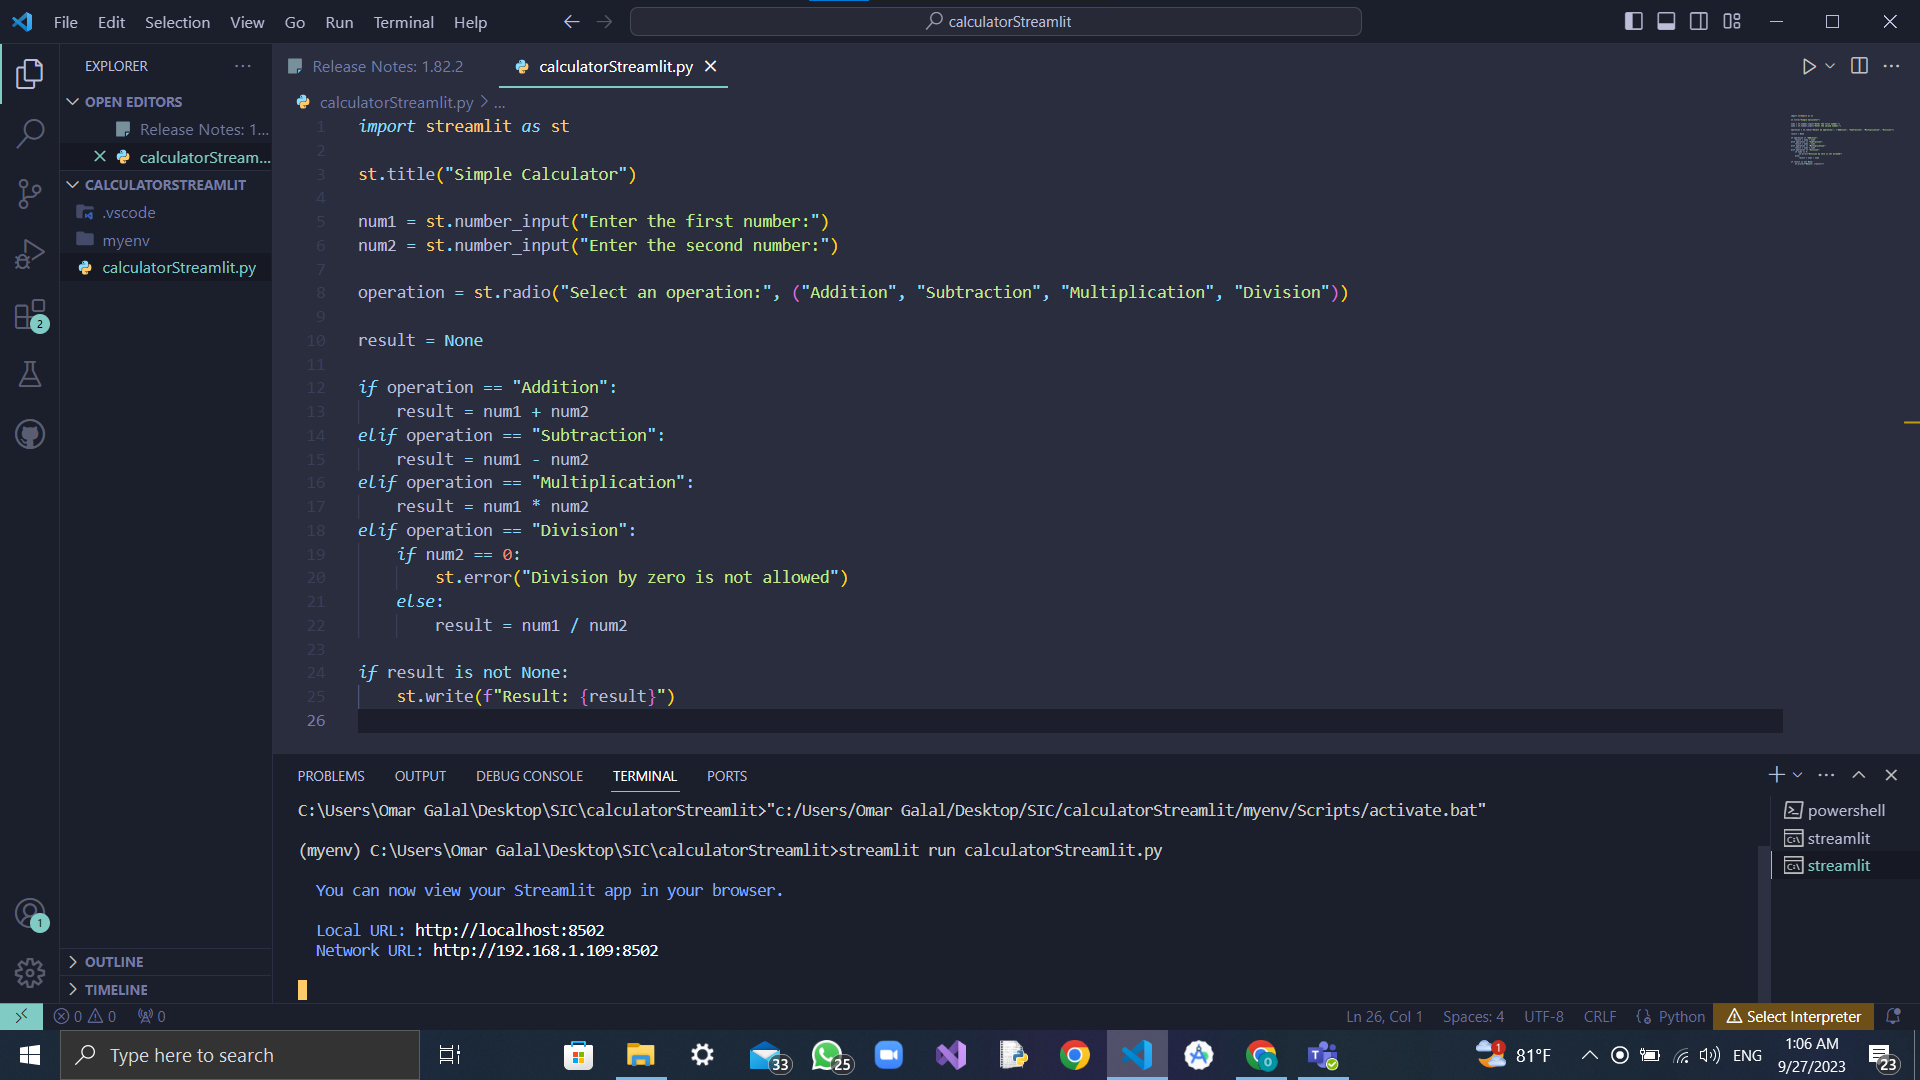 File Edit Selection View Go Run Terminal Help
calculatorStreamlit
EXPLORER
OPEN EDITORS
Release Notes: 1...
calculatorStream...
CALCULATORSTREAMLIT
.vscode
myenv
calculatorStreamlit.py
2
1
OUTLINE
TIMELINE
Release Notes: 1.82.2
calculatorStreamlit.py
calculatorStreamlit.py > ...
1 import streamlit as st
2
3 st.title("Simple Calculator")
4
5 num1 = st.number_input("Enter the first number:")
6 num2 = st.number_input("Enter the second number:")
7
8 operation = st.radio("Select an operation:", ("Addition", "Subtraction", "Multiplication", "Division"))
9
10 result = None
11
12 if operation == "Addition":
13     result = num1 + num2
14 elif operation == "Subtraction":
15     result = num1 - num2
16 elif operation == "Multiplication":
17     result = num1 * num2
18 elif operation == "Division":
19     if num2 == 0:
20         st.error("Division by zero is not allowed")
21     else:
22         result = num1 / num2
23
24 if result is not None:
25     st.write(f"Result: {result}")
26
PROBLEMS OUTPUT DEBUG CONSOLE TERMINAL PORTS
C:\Users\Omar Galal\Desktop\SIC\calculatorStreamlit>"c:/Users/Omar Galal/Desktop/SIC/calculatorStreamlit/myenv/Scripts/activate.bat"
(myenv) C:\Users\Omar Galal\Desktop\SIC\calculatorStreamlit>streamlit run calculatorStreamlit.py
You can now view your Streamlit app in your browser.
Local URL: http://localhost:8502
Network URL: http://192.168.1.109:8502
powershell
streamlit
streamlit
0 0 0
Ln 26, Col 1 Spaces: 4 UTF-8 CRLF Python Select Interpreter
Type here to search
33
25
1
81°F
ENG
1:06 AM
9/27/2023
23